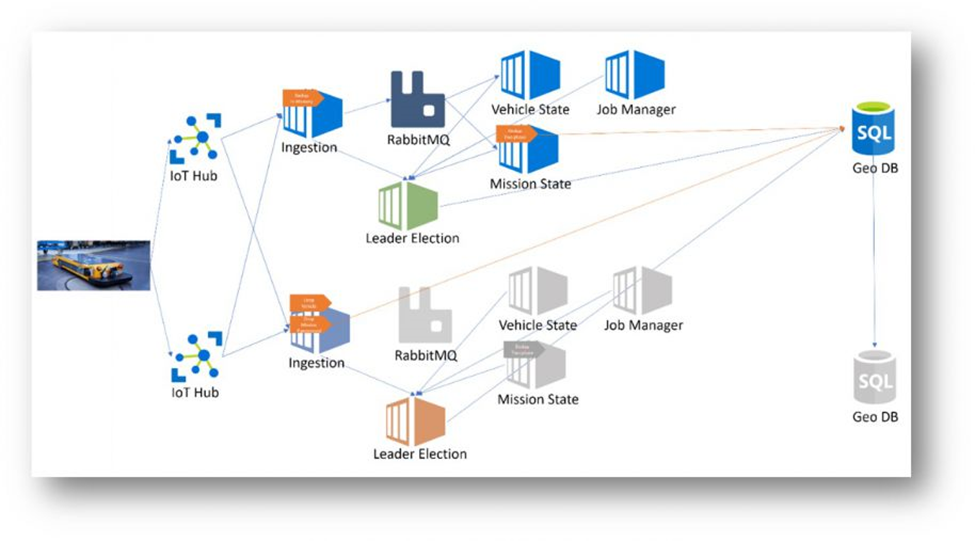 Vehicle State
Job Manager
IoT Hub
Ingestion
RabbitMQ
Mission State
SQL
Geo DB
Leader Election
IoT Hub
Ingestion
RabbitMQ
Vehicle State
Job Manager
Mission State
SQL
Geo DB
Leader Election